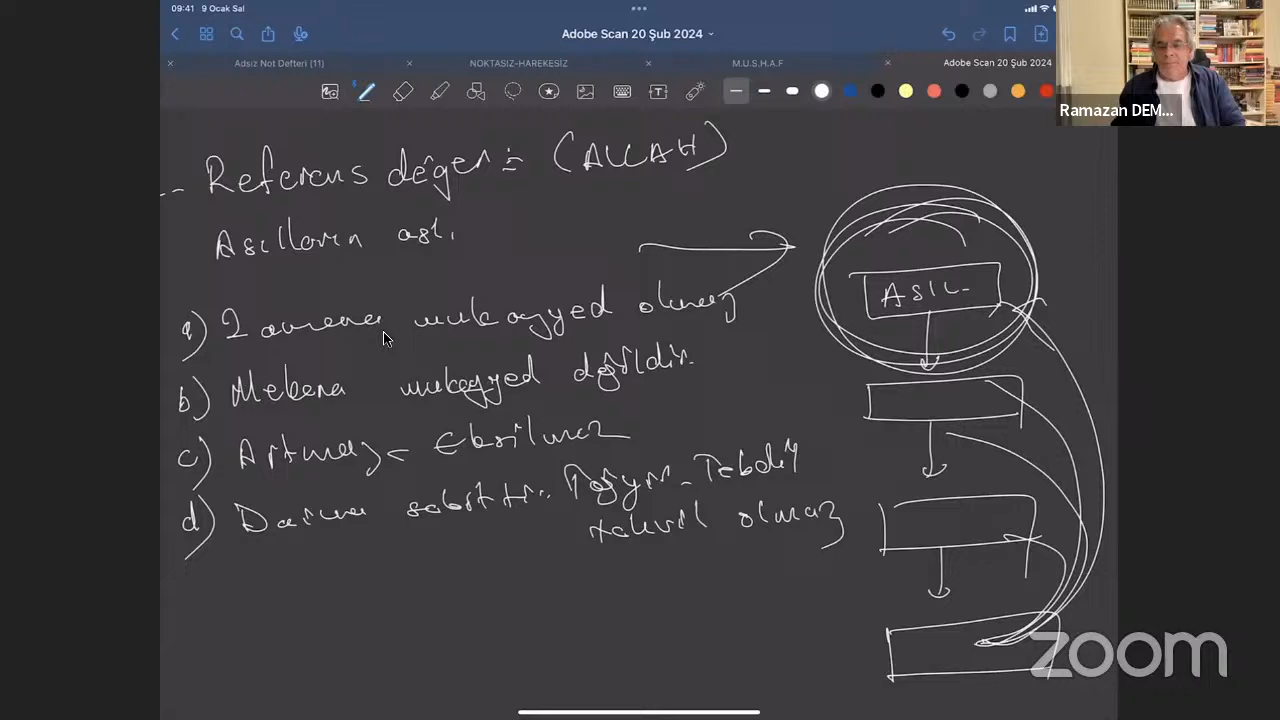 09:41 9 Ocak Sal
Adobe Scan 20 Şub 2024
Adsız Not Defteri (11)
NOKTASIZ-HAREKESİZ
M.U.S.H.A.F
Adobe Scan 20 Şub 2024
Ramazan DEM...
-- Referens değer := (ALLAH)
Asılların aslı
a) Zamana mukayyed olmaz
b) Mekana mukayyed değildir.
c) Artmaz - Eksilmez
d) Daima sabittir. Tağyir - Tebdil
tahvil olmaz
ASIL
zoom